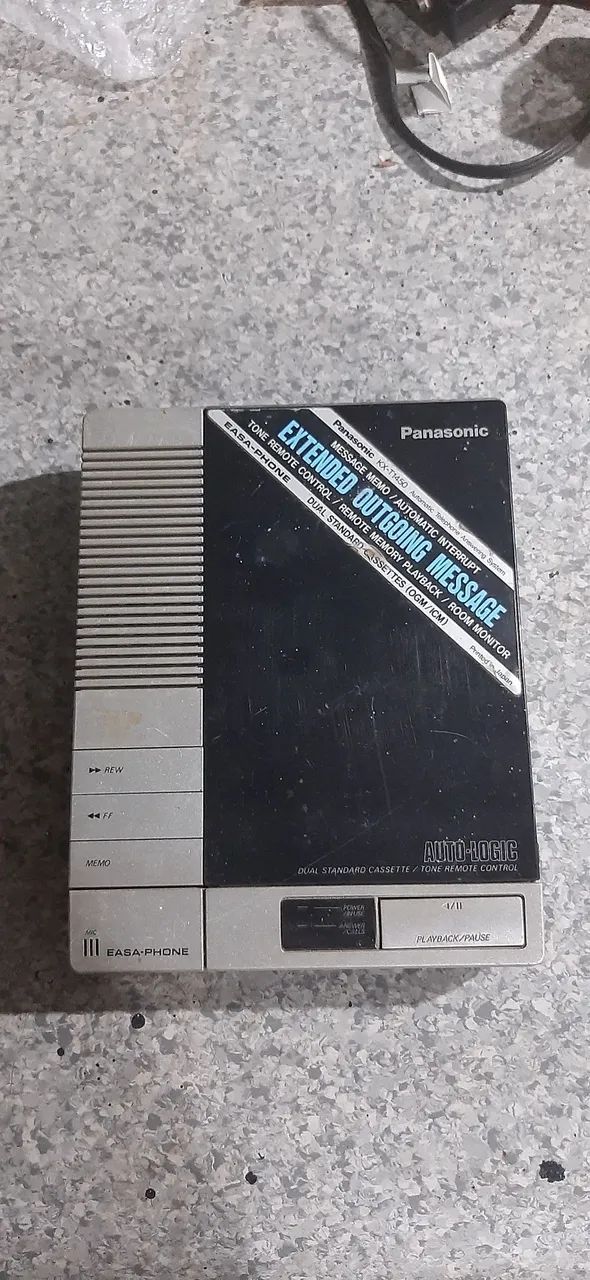 Panasonic
Panasonic KX-T1450 Automatic Telephone Answering System
MESSAGE MEMO / AUTOMATIC INTERRUPT
EXTENDED OUTGOING MESSAGE
TONE REMOTE CONTROL / REMOTE MEMORY PLAYBACK / ROOM MONITOR
EASA-PHONE DUAL STANDARD CASSETTES (OGM/ICM) Printed in Japan
▶▶ REW
◀◀ FF
MEMO
AUTO-LOGIC
DUAL STANDARD CASSETTE / TONE REMOTE CONTROL
MIC
EASA-PHONE
POWER
/IN USE
ANSWER
/CALLS
PLAYBACK/PAUSE